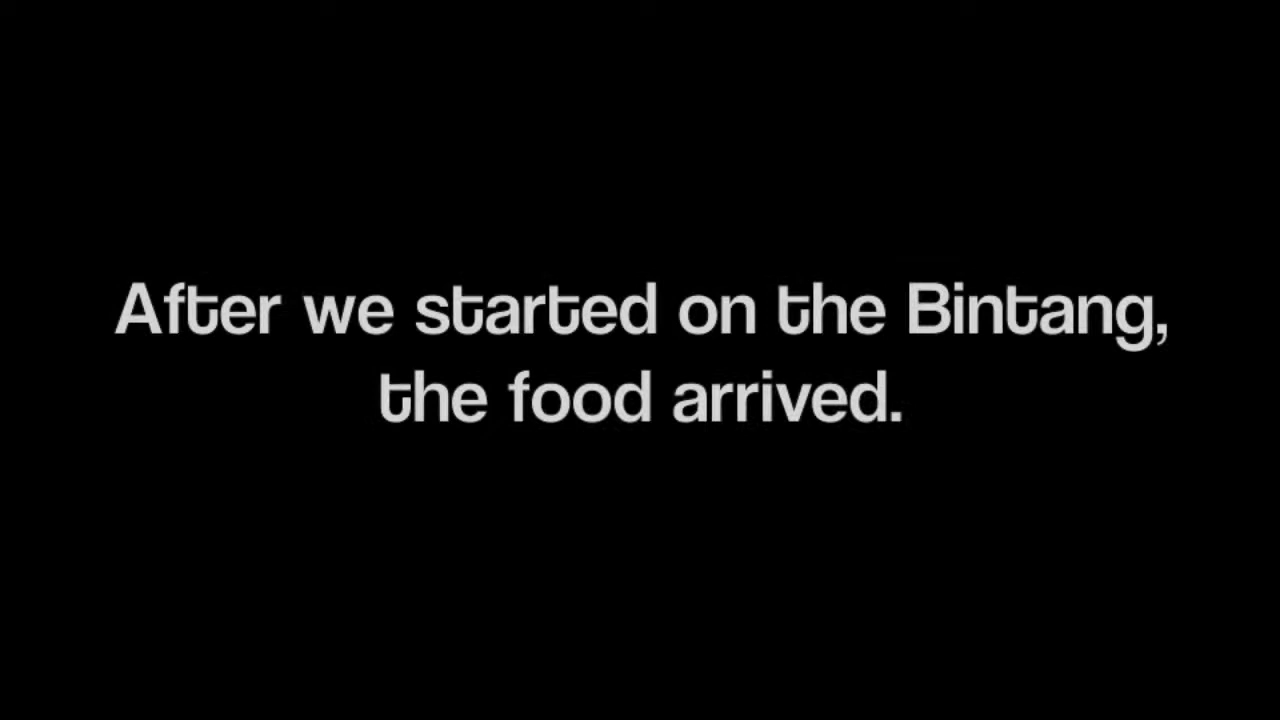 After we started on the Bintang,
the food arrived.